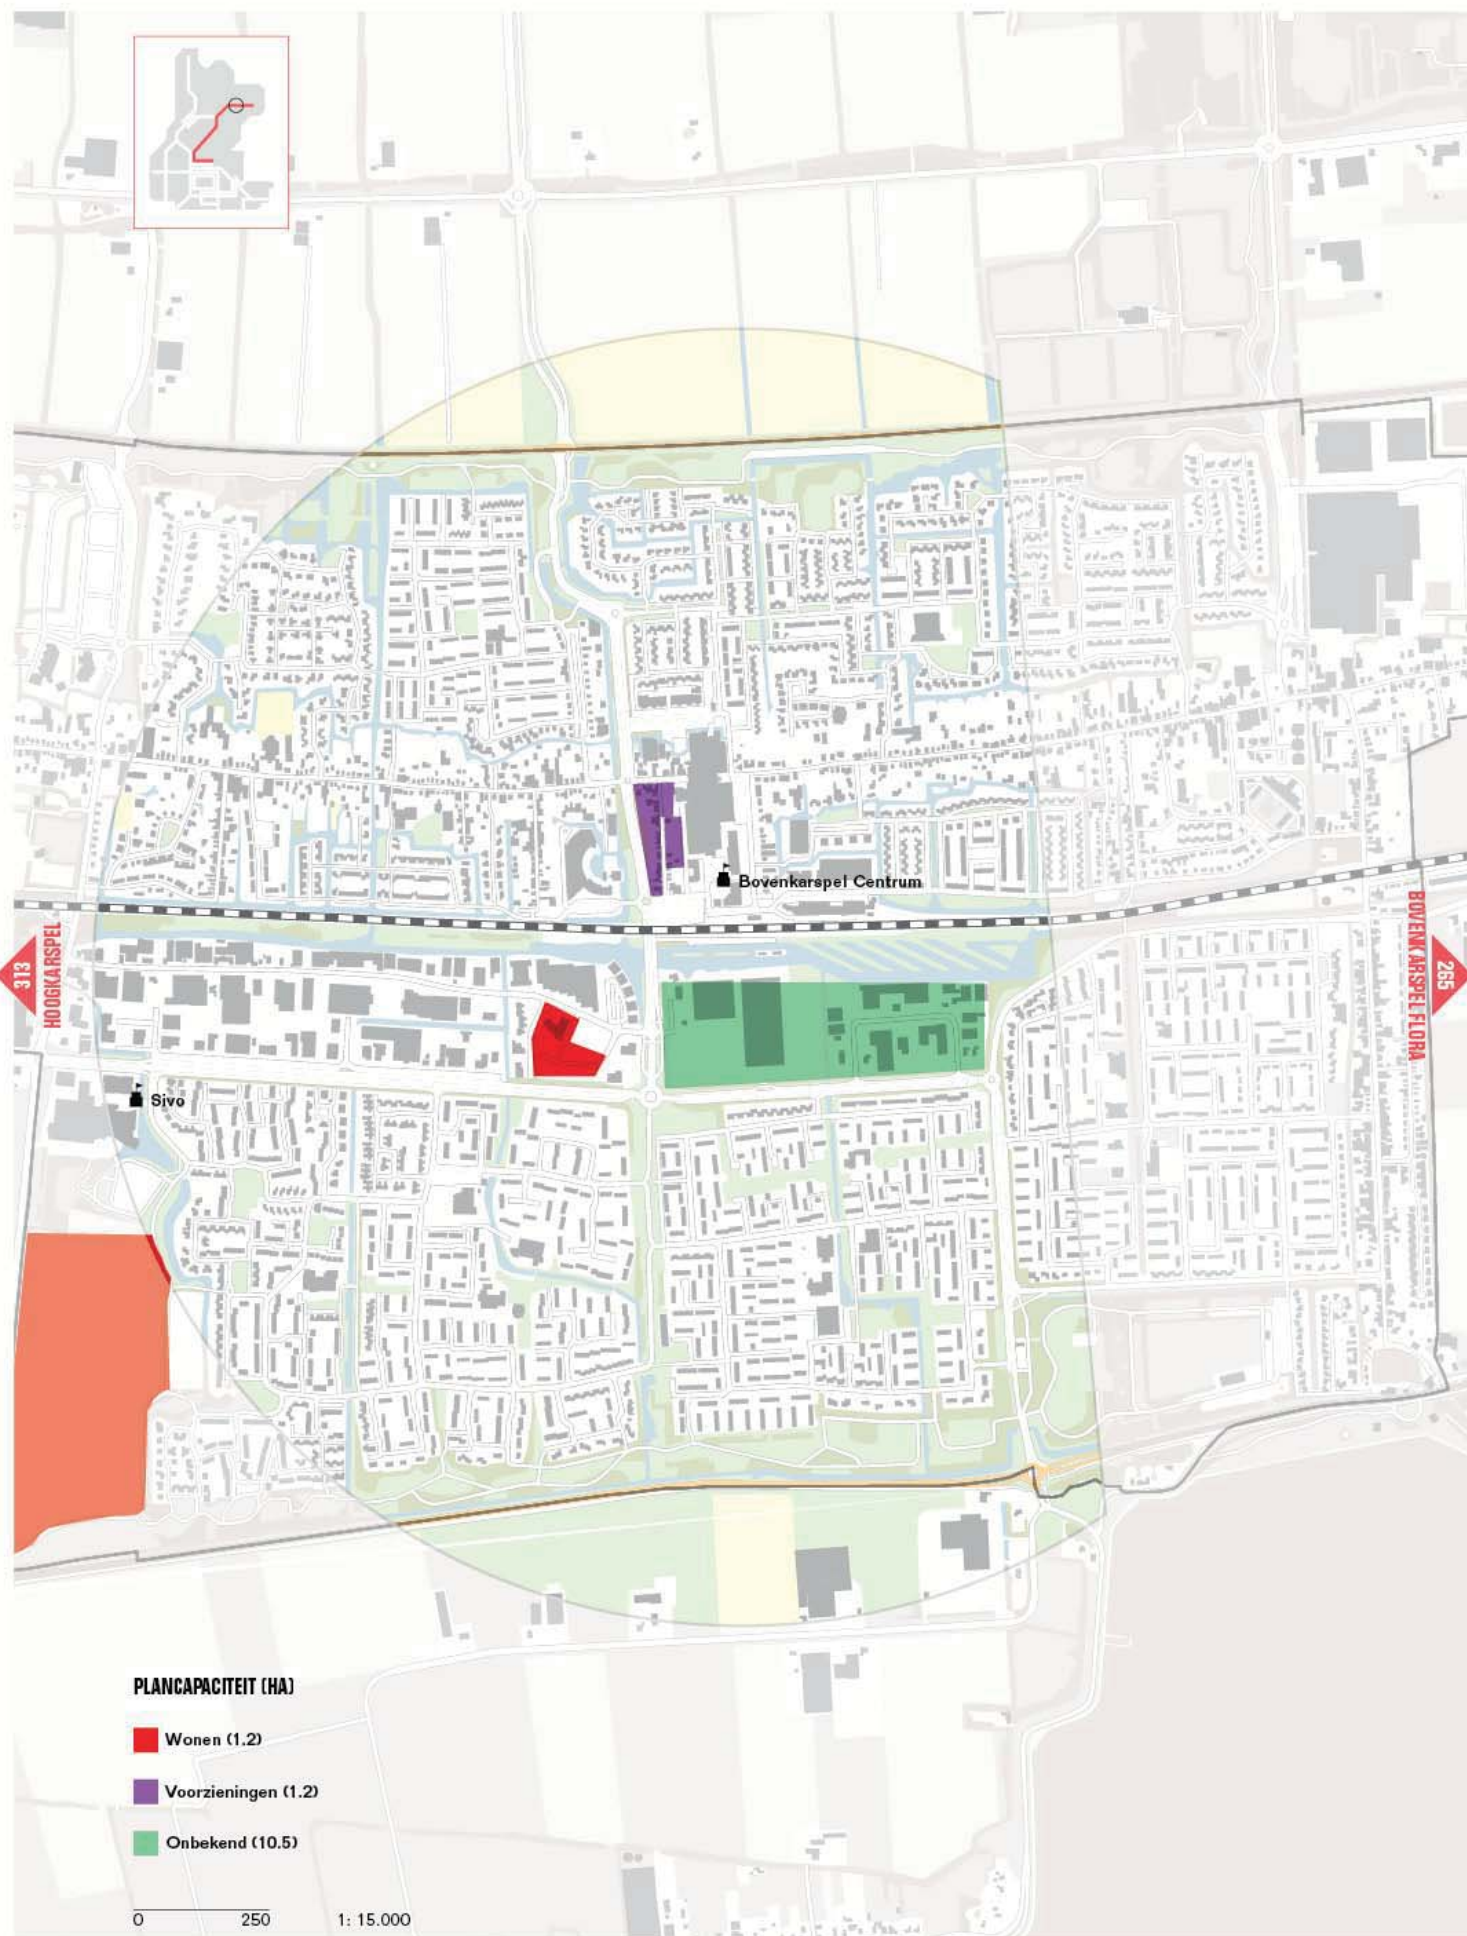 Bovenkarspel Centrum
313
HOOGKARSPEL
265
BOVENKARSPEL FLORA
Sivo
PLANCAPACITEIT (HA)
Wonen (1.2)
Voorzieningen (1.2)
Onbekend (10.5)
0 250 1: 15.000